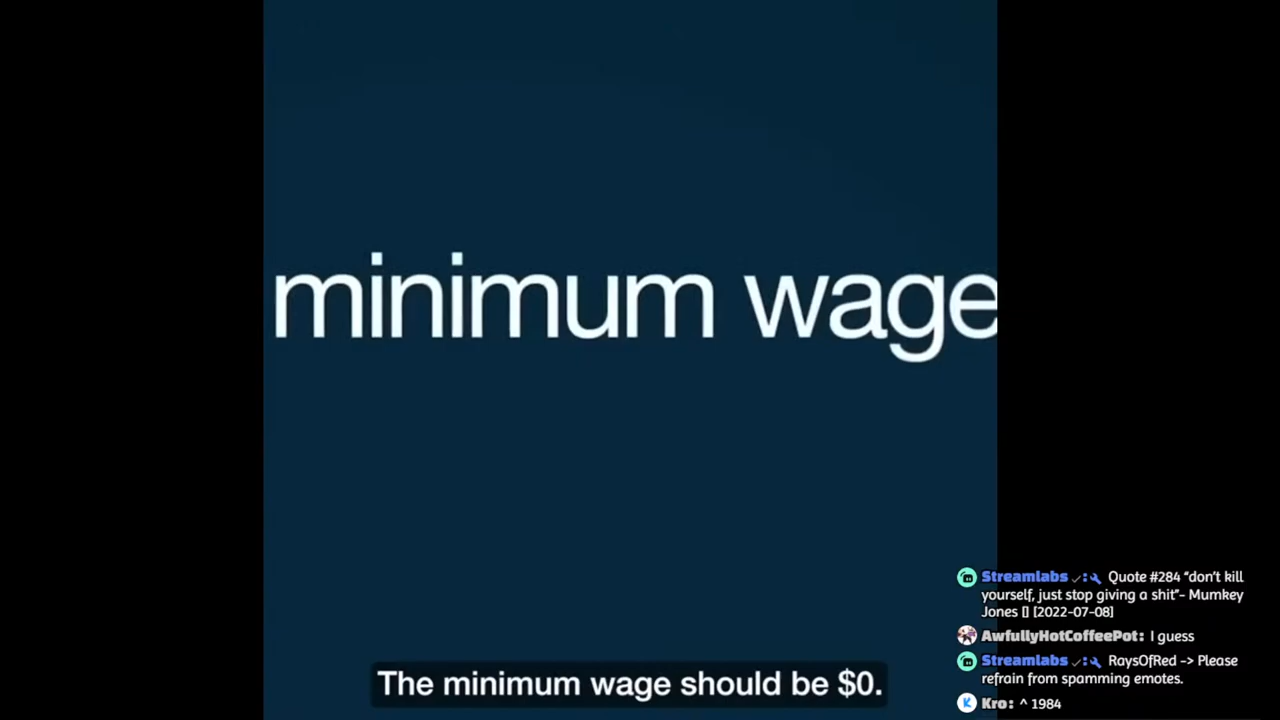 minimum wage
The minimum wage should be $0.
Streamlabs ✓: Quote #284 “don't kill
yourself, just stop giving a shit”- Mumkey
Jones [] [2022-07-08]
AwfullyHotCoffeePot: I guess
Streamlabs ✓: RaysOfRed -> Please
refrain from spamming emotes.
Kro: ^ 1984